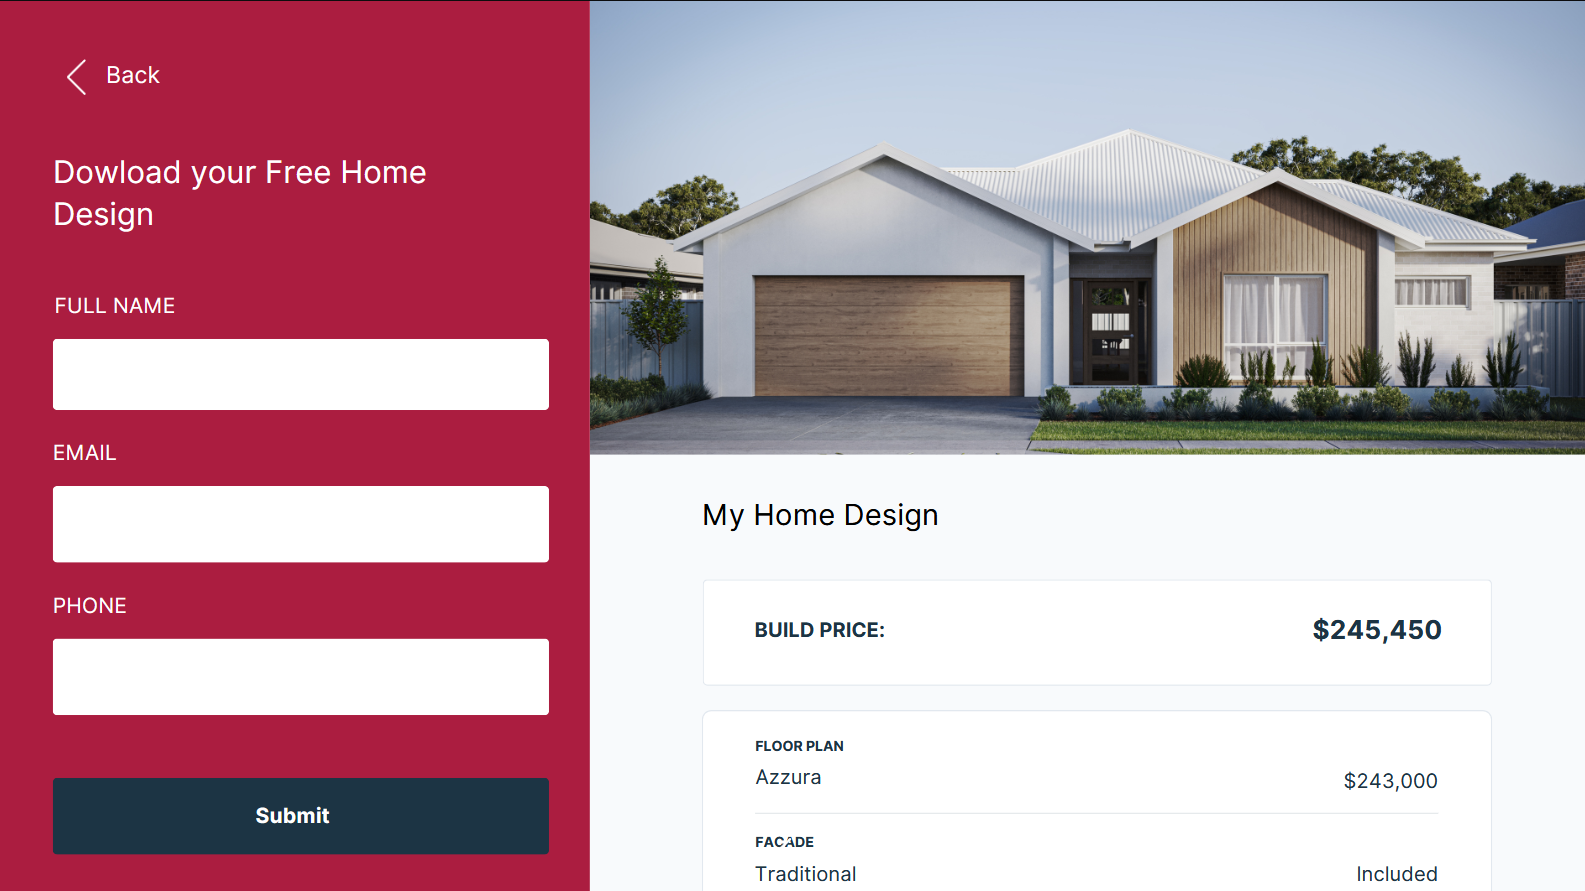 Back
Dowload your Free Home
Design
FULL NAME
EMAIL
PHONE
Submit
My Home Design
BUILD PRICE: $245,450
FLOOR PLAN
Azzura $243,000
FACADE
Traditional Included